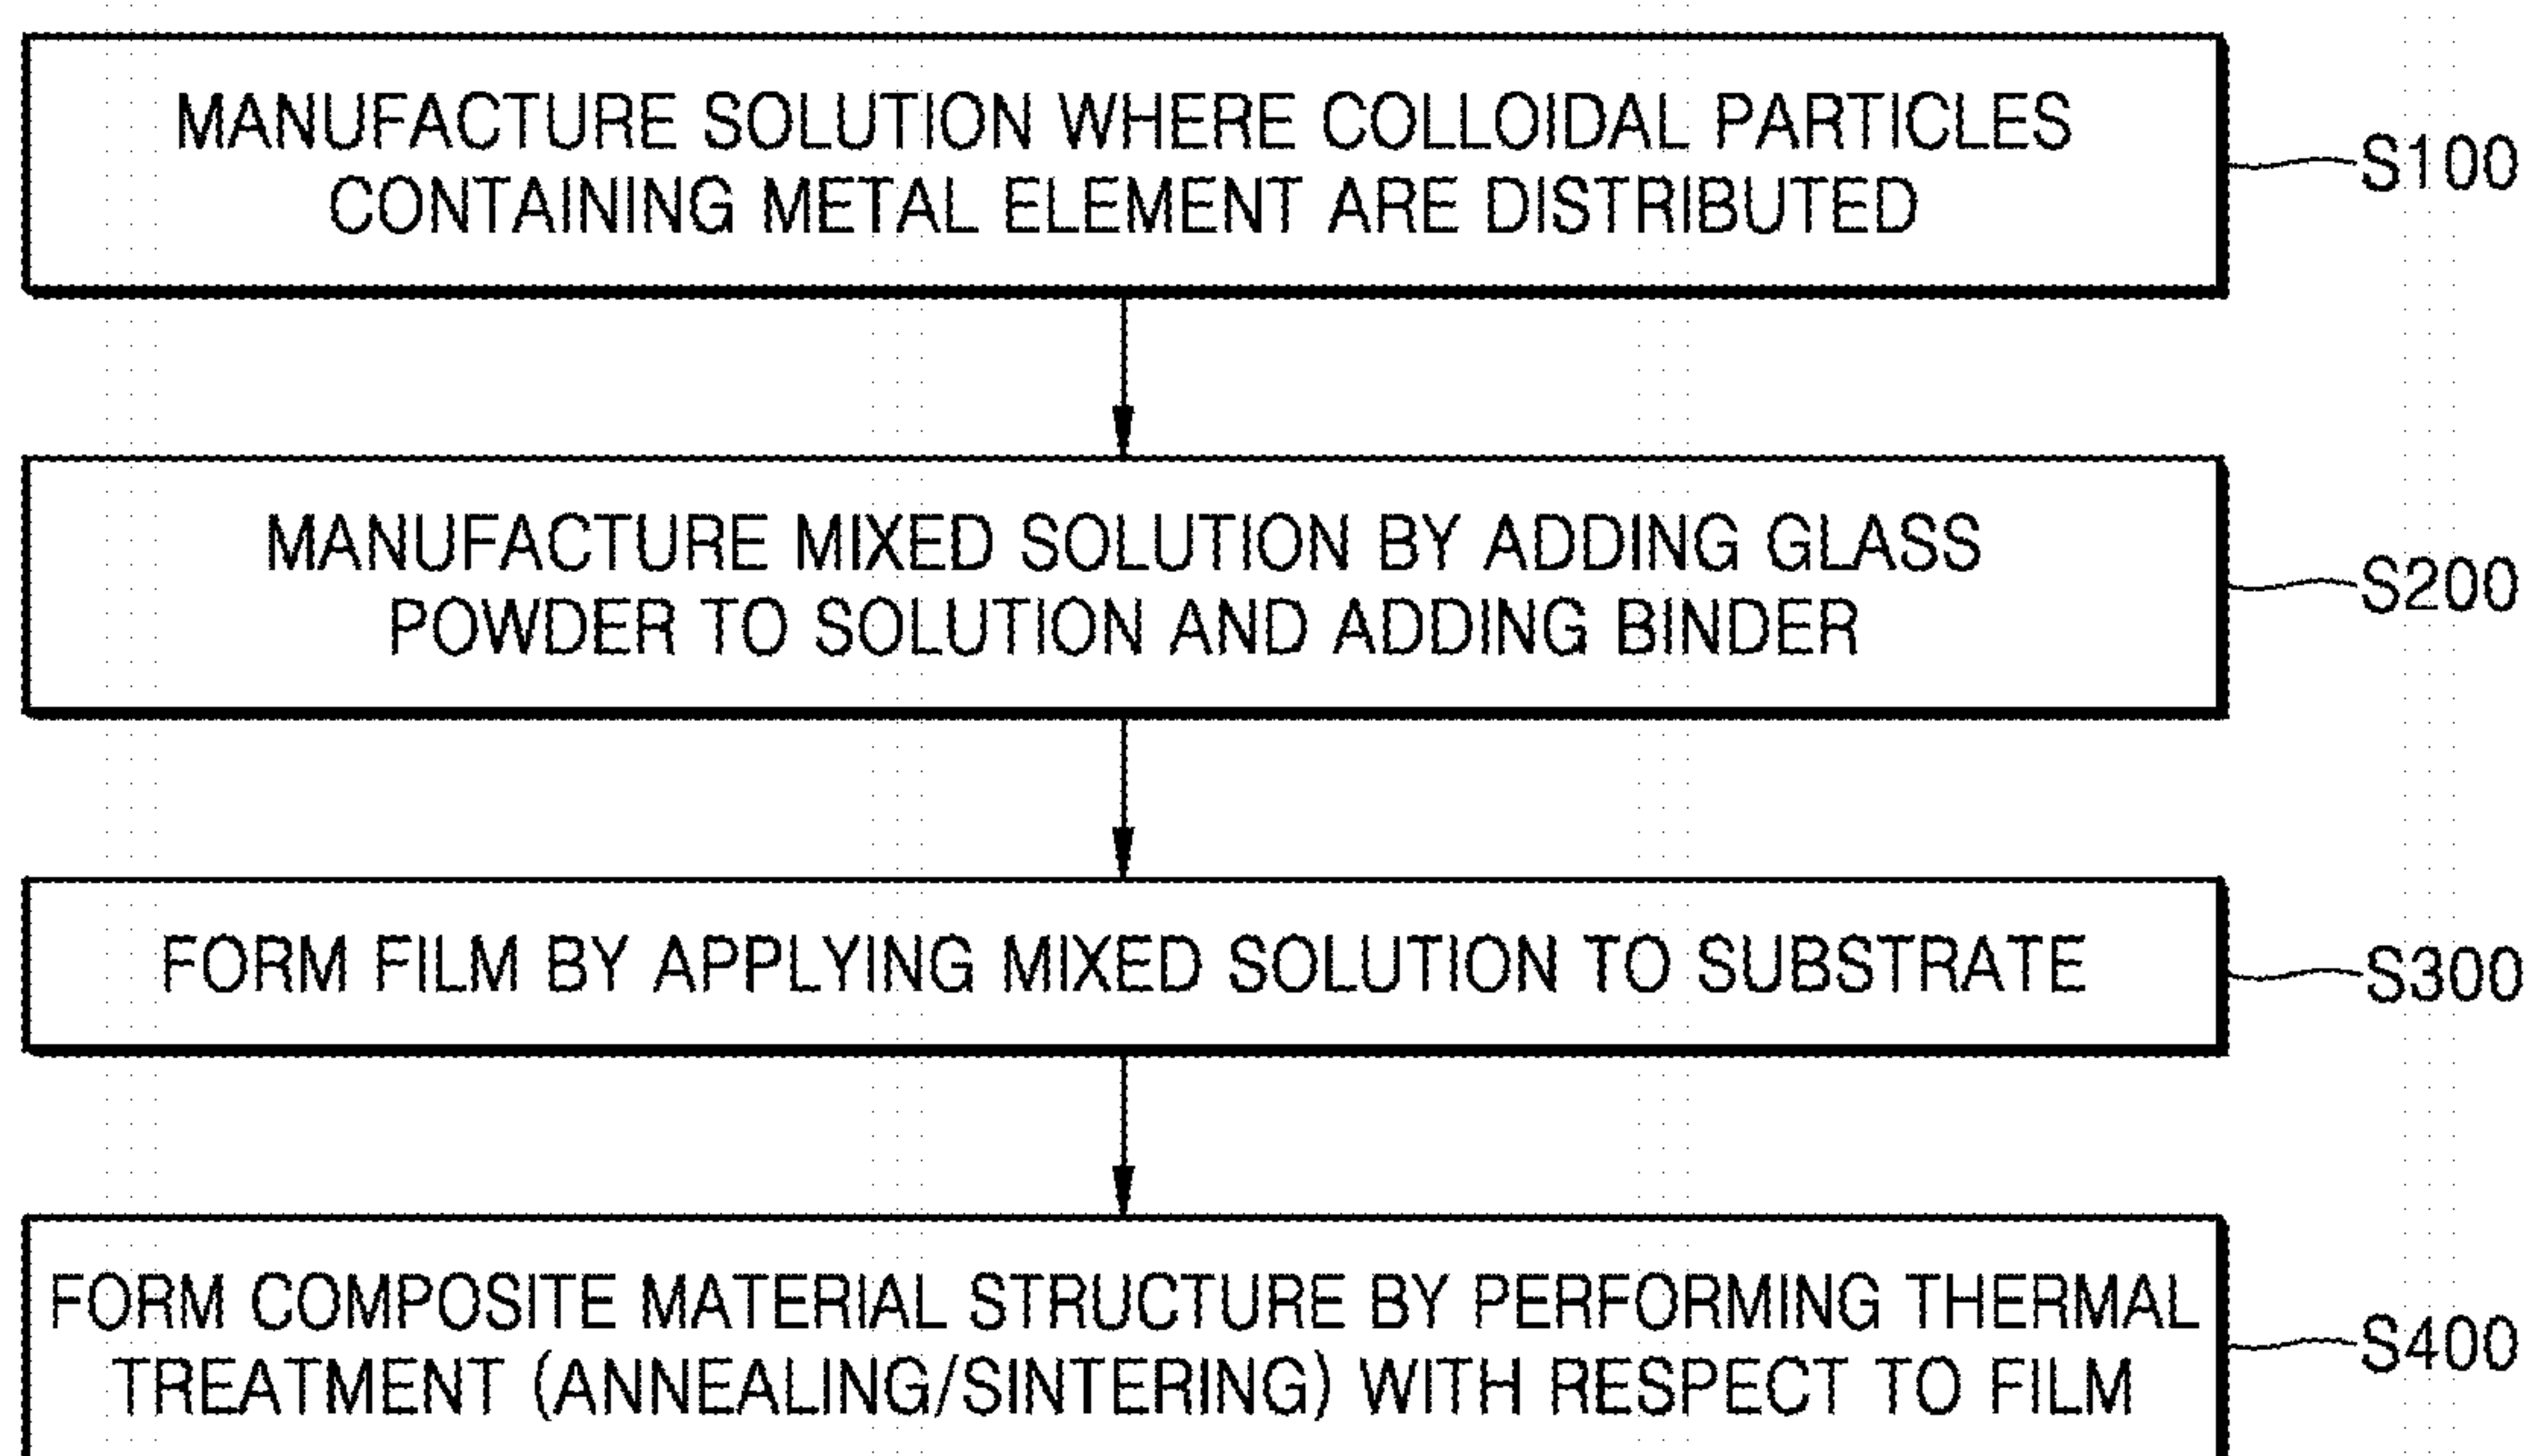 MANUFACTURE SOLUTION WHERE COLLOIDAL PARTICLES
CONTAINING METAL ELEMENT ARE DISTRIBUTED
S100
MANUFACTURE MIXED SOLUTION BY ADDING GLASS
POWDER TO SOLUTION AND ADDING BINDER
S200
FORM FILM BY APPLYING MIXED SOLUTION TO SUBSTRATE
S300
FORM COMPOSITE MATERIAL STRUCTURE BY PERFORMING THERMAL
TREATMENT (ANNEALING/SINTERING) WITH RESPECT TO FILM
S400